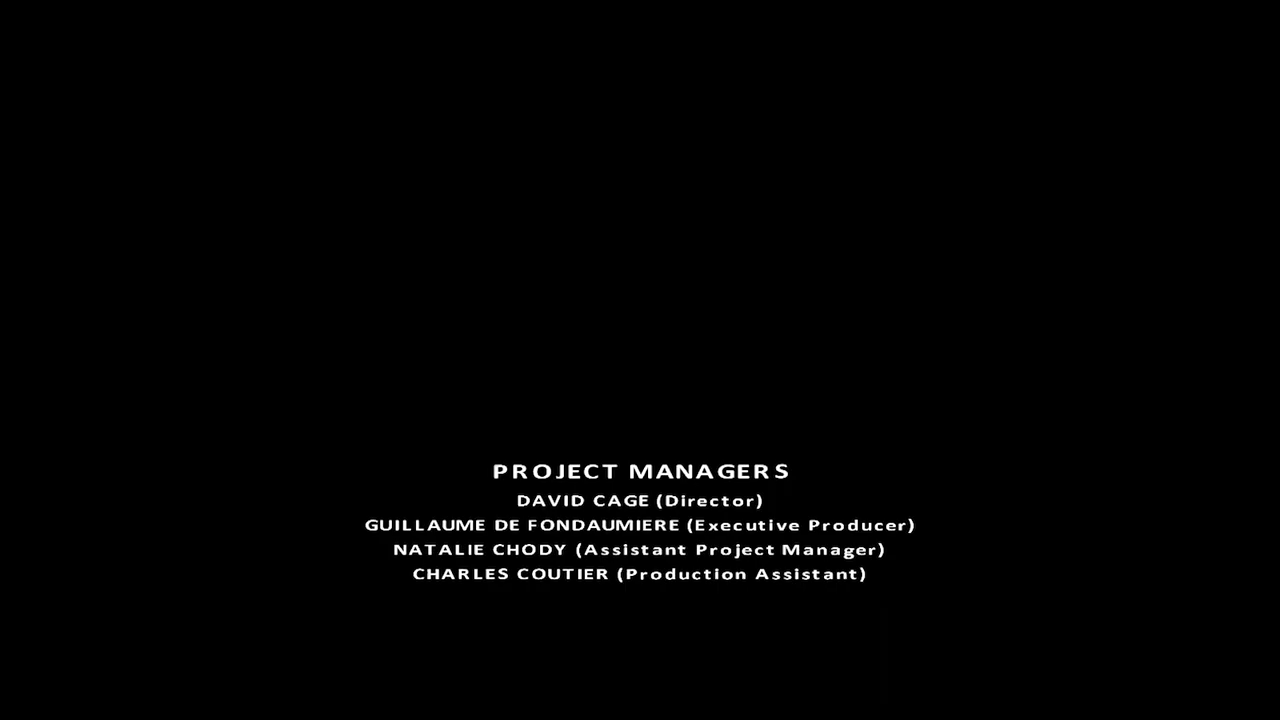 PROJECT MANAGERS
DAVID CAGE (Director)
GUILLAUME DE FONDAUMIERE (Executive Producer)
NATALIE CHODY (Assistant Project Manager)
CHARLES COUTIER (Production Assistant)